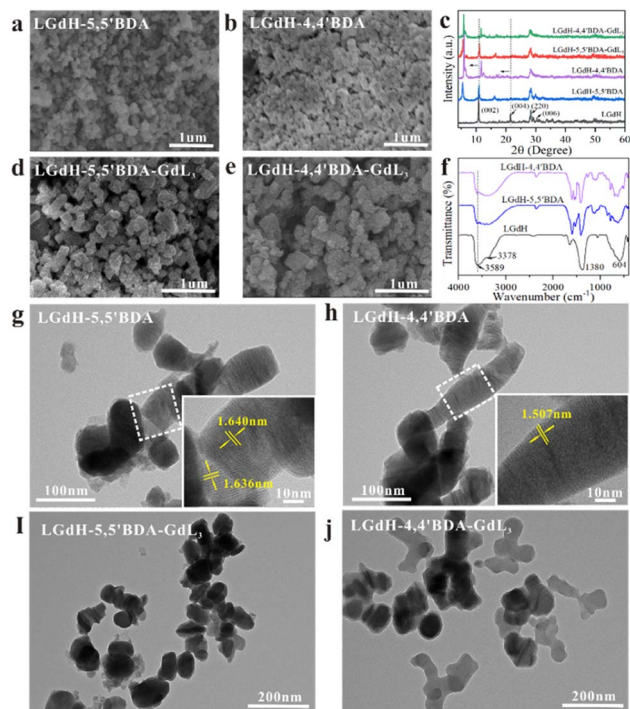 a LGdH-5,5'BDA
1um
b LGdH-4,4'BDA
1um
c
Intensity (a.u.)
LGdH-4,4'BDA-GdL3
LGdH-5,5'BDA-GdL3
LGdH-4,4'BDA
LGdH-5,5'BDA
(002) (004) (220) (006) LGdH
0 10 20 30 40 50 60
2θ (Degree)
d LGdH-5,5'BDA-GdL3
1um
e LGdH-4,4'BDA-GdL3
1um
f
Transmittance (%)
LGdH-4,4'BDA
LGdH-5,5'BDA
LGdH
3378
3589
1380
604
4000 3000 2000 1000
Wavenumber (cm⁻¹)
g LGdH-5,5'BDA
1.640nm
1.636nm
100nm
10nm
h LGdH-4,4'BDA
1.507nm
100nm
10nm
I LGdH-5,5'BDA-GdL3
200nm
j LGdH-4,4'BDA-GdL3
200nm